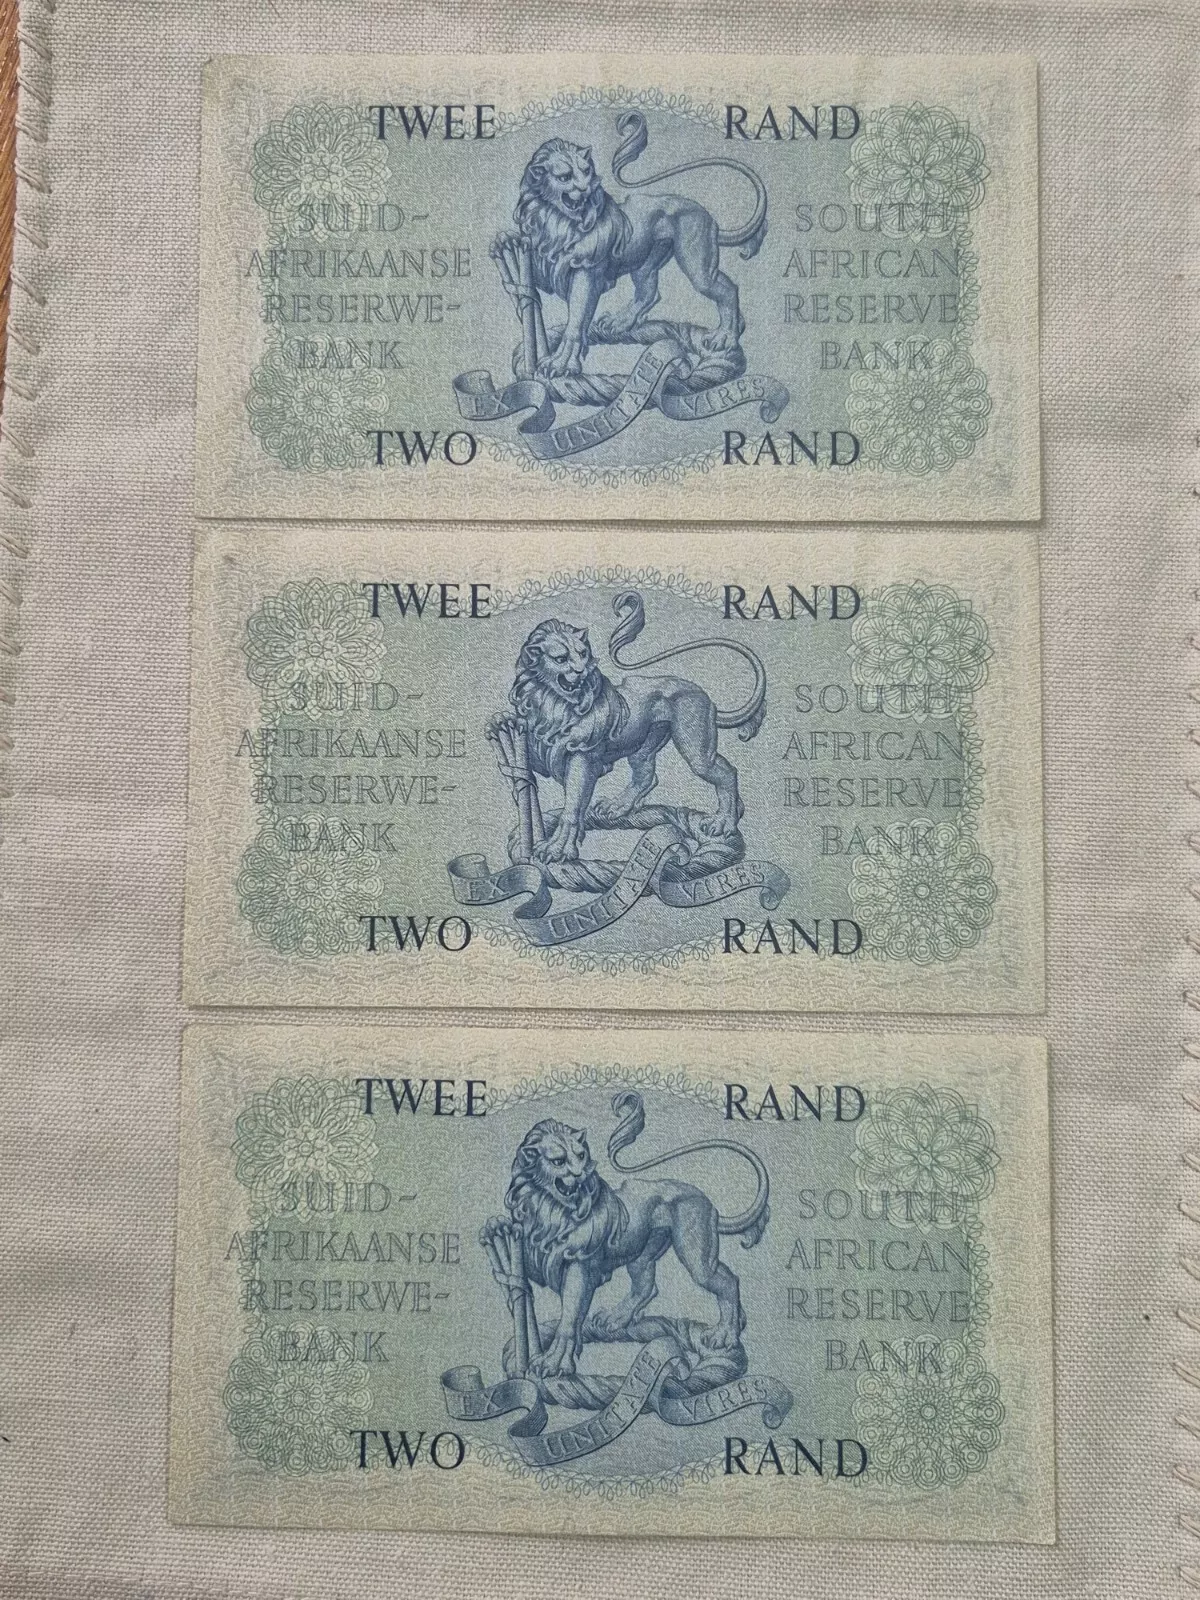 TWEE RAND
SUID-
AFRIKAANSE
RESERWE-
BANK
SOUTH
AFRICAN
RESERVE
BANK
EX UNITATE VIRES
TWO RAND
TWEE RAND
SUID-
AFRIKAANSE
RESERWE-
BANK
SOUTH
AFRICAN
RESERVE
BANK
EX UNITATE VIRES
TWO RAND
TWEE RAND
SUID-
AFRIKAANSE
RESERWE-
BANK
SOUTH
AFRICAN
RESERVE
BANK
EX UNITATE VIRES
TWO RAND